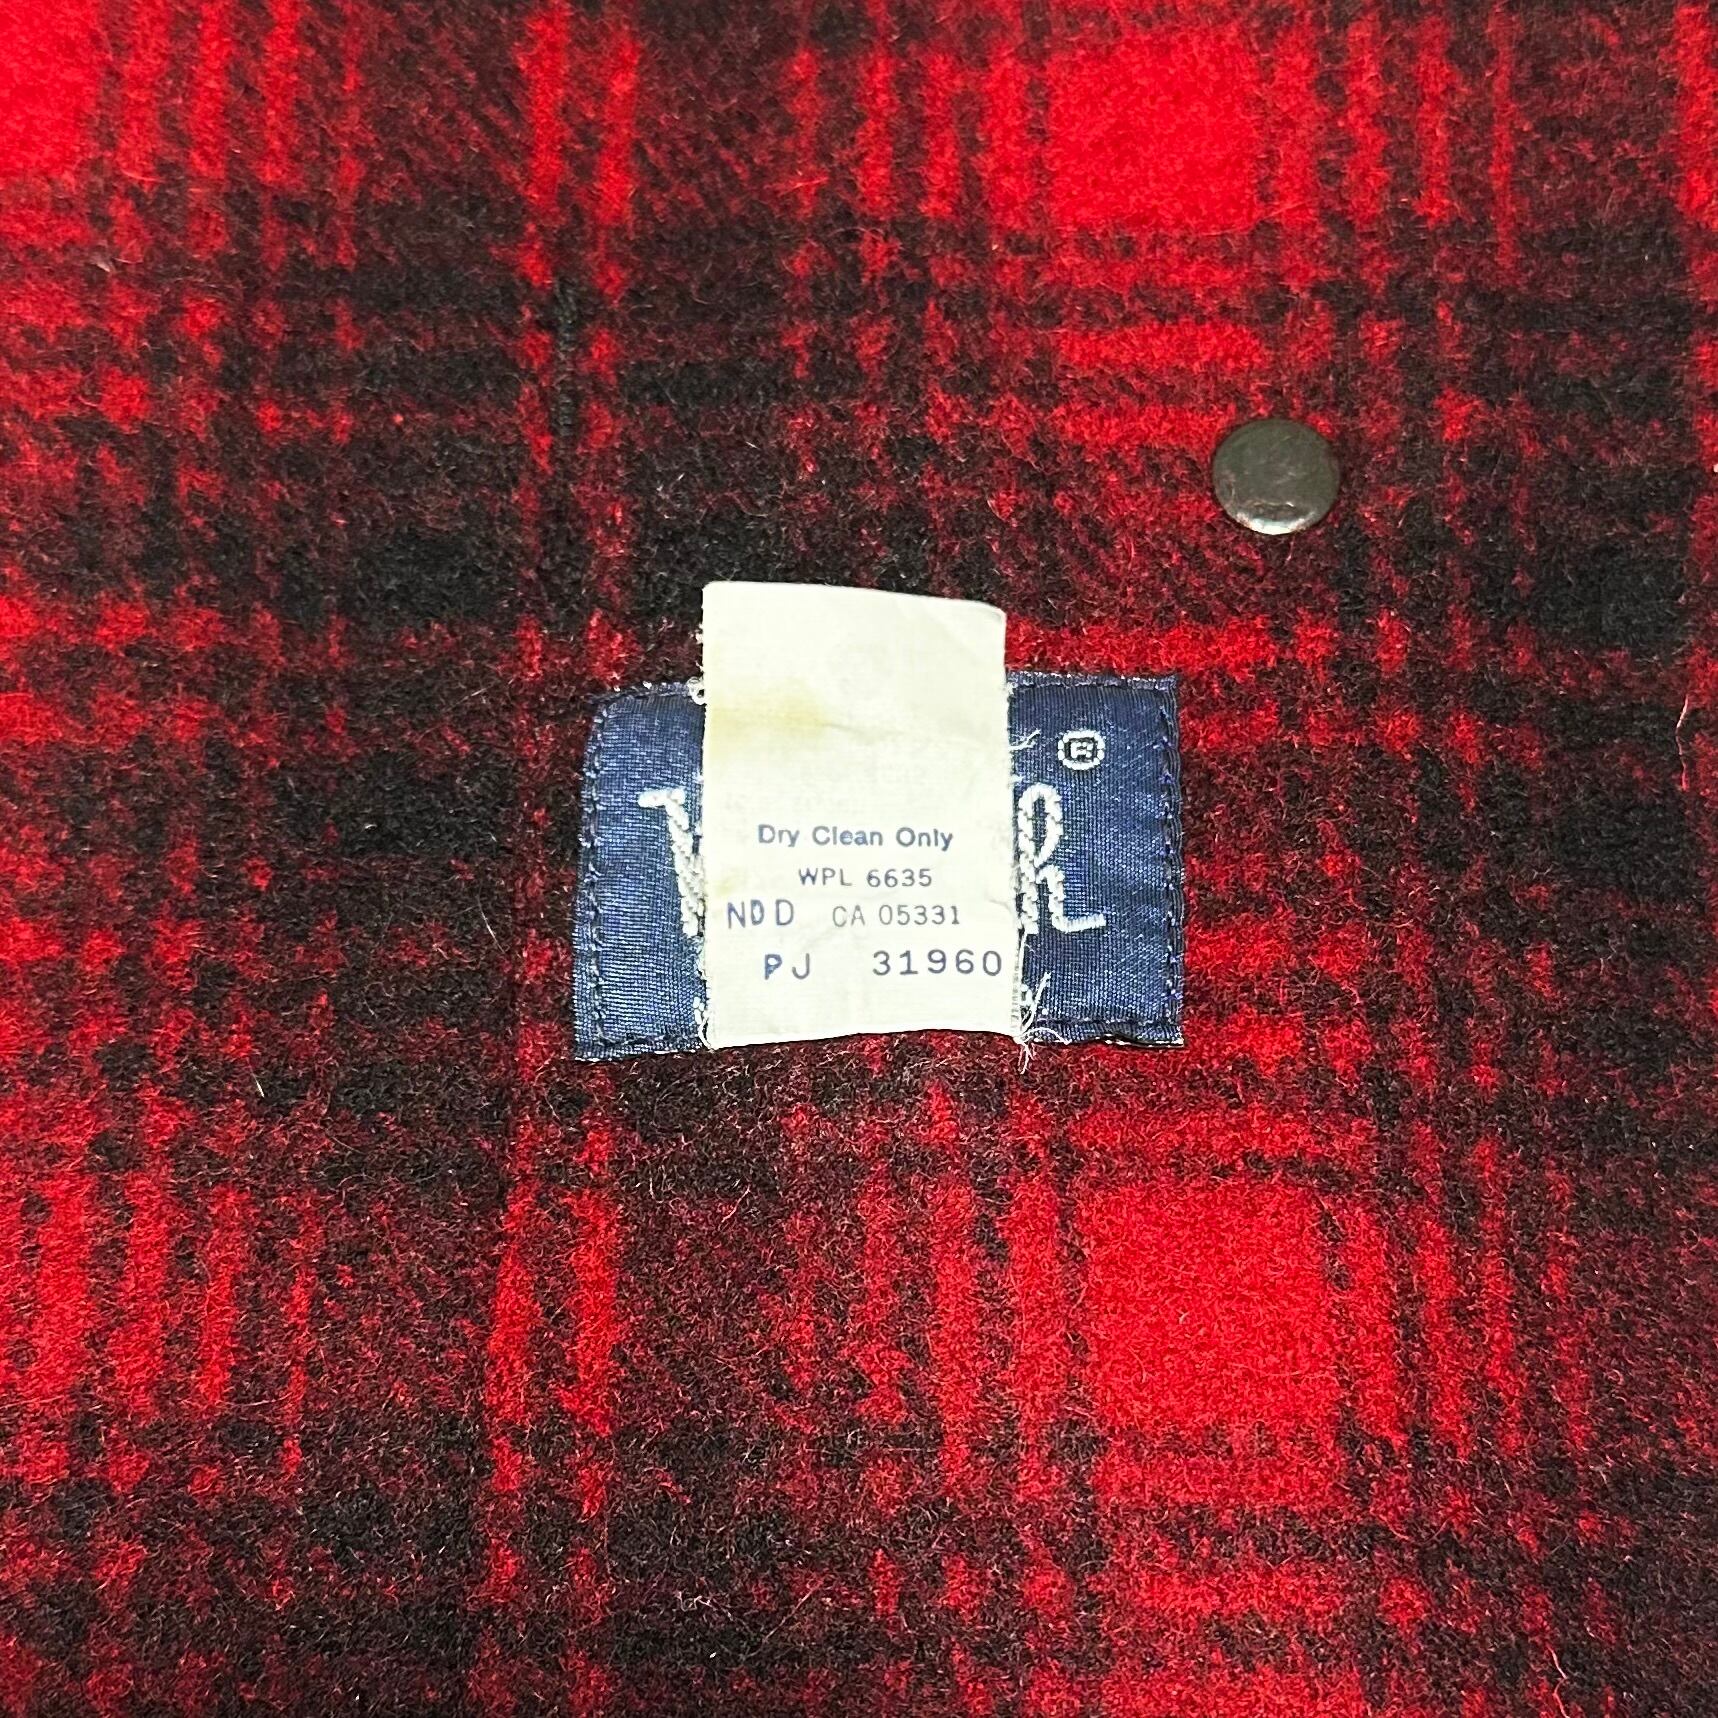 ®
Dry Clean Only
WPL 6635
NDD CA 05331
PJ 31960